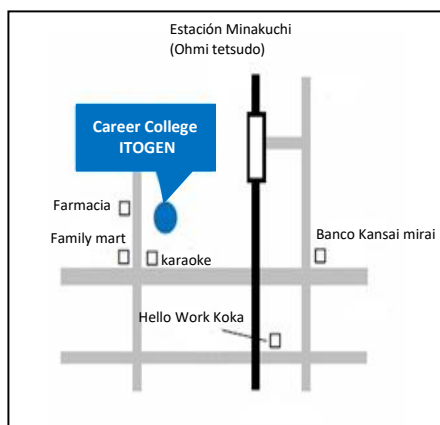 Estación Minakuchi
(Ohmi tetsudo)
Career College
ITOGEN
Farmacia
Family mart
karaoke
Banco Kansai mirai
Hello Work Koka